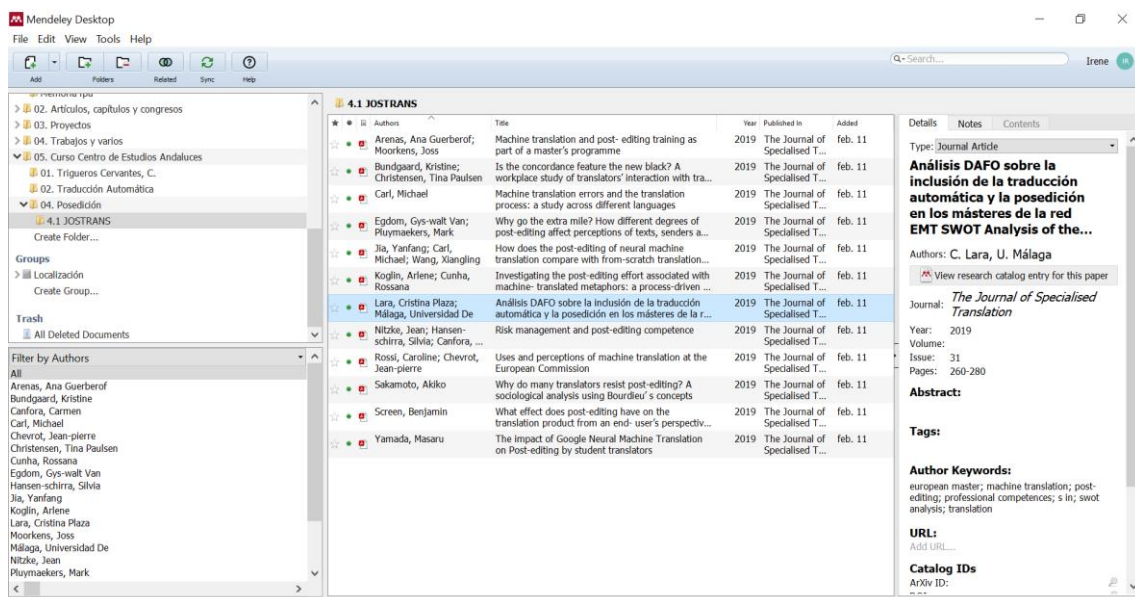 Mendeley Desktop
File Edit View Tools Help
Add Folders Related Sync Help
Search...
Irene
IR
02. Artículos, capítulos y congresos
03. Proyectos
04. Trabajos y varios
05. Curso Centro de Estudios Andaluces
01. Trigueros Cervantes, C.
02. Traducción Automática
04. Posedición
4.1 JOSTRANS
Create Folder...
Groups
Localización
Create Group...
Trash
All Deleted Documents
Filter by Authors
All
Arenas, Ana Guerberof
Bundgaard, Kristine
Canfora, Carmen
Carl, Michael
Chevrot, Jean-pierre
Christensen, Tina Paulsen
Cunha, Rossana
Egdom, Gys-walt Van
Hansen-schirra, Silvia
Jia, Yanfang
Koglin, Arlene
Lara, Cristina Plaza
Moorkens, Joss
Málaga, Universidad De
Nitzke, Jean
Pluymaekers, Mark
4.1 JOSTRANS
Authors Title Year Published In Added
Arenas, Ana Guerberof; Machine translation and post- editing training as 2019 The Journal of feb. 11
Moorkens, Joss part of a master's programme Specialised T...
Bundgaard, Kristine; Is the concordance feature the new black? A 2019 The Journal of feb. 11
Christensen, Tina Paulsen workplace study of translators' interaction with tra... Specialised T...
Carl, Michael Machine translation errors and the translation 2019 The Journal of feb. 11
process: a study across different languages Specialised T...
Egdom, Gys-walt Van; Why go the extra mile? How different degrees of 2019 The Journal of feb. 11
Pluymaekers, Mark post-editing affect perceptions of texts, senders a... Specialised T...
Jia, Yanfang; Carl, How does the post-editing of neural machine 2019 The Journal of feb. 11
Michael; Wang, Xiangling translation compare with from-scratch translation... Specialised T...
Koglin, Arlene; Cunha, Investigating the post-editing effort associated with 2019 The Journal of feb. 11
Rossana machine- translated metaphors: a process-driven ... Specialised T...
Lara, Cristina Plaza; Análisis DAFO sobre la inclusión de la traducción 2019 The Journal of feb. 11
Málaga, Universidad De automática y la posedición en los másteres de la r... Specialised T...
Nitzke, Jean; Hansen- Risk management and post-editing competence 2019 The Journal of feb. 11
schirra, Silvia; Canfora, ... Specialised T...
Rossi, Caroline; Chevrot, Uses and perceptions of machine translation at the 2019 The Journal of feb. 11
Jean-pierre European Commission Specialised T...
Sakamoto, Akiko Why do many translators resist post-editing? A 2019 The Journal of feb. 11
sociological analysis using Bourdieu's concepts Specialised T...
Screen, Benjamin What effect does post-editing have on the 2019 The Journal of feb. 11
translation product from an end- user's perspectiv... Specialised T...
Yamada, Masaru The impact of Google Neural Machine Translation 2019 The Journal of feb. 11
on Post-editing by student translators Specialised T...
Details Notes Contents
Type: Journal Article
Análisis DAFO sobre la
inclusión de la traducción
automática y la posedición
en los másteres de la red
EMT SWOT Analysis of the...
Authors: C. Lara, U. Málaga
View research catalog entry for this paper
Journal: The Journal of Specialised
Translation
Year: 2019
Volume:
Issue: 31
Pages: 260-280
Abstract:
Tags:
Author Keywords:
european master; machine translation; post-
editing; professional competences; s in; swot
analysis; translation
URL:
Add URL...
Catalog IDs
ArXiv ID: